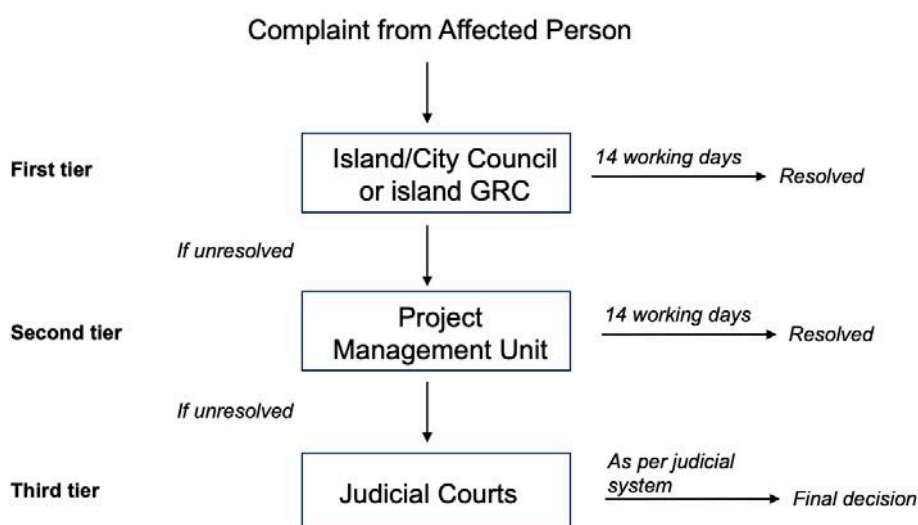 Complaint from Affected Person
First tier
Island/City Council
or island GRC
14 working days
Resolved
If unresolved
Second tier
Project
Management Unit
14 working days
Resolved
If unresolved
Third tier
Judicial Courts
As per judicial
system
Final decision